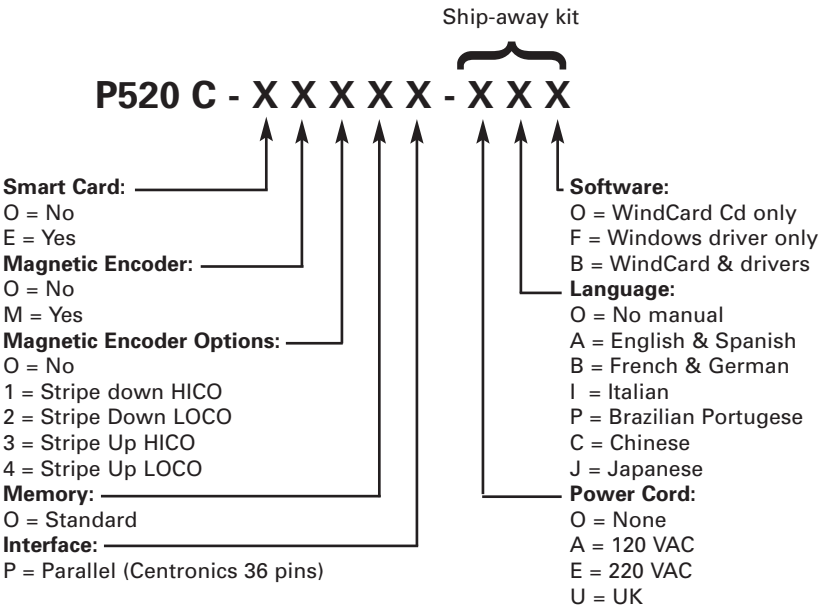 Ship-away kit
P520 C - X X X X X - X X X
Smart Card:
O = No
E = Yes
Magnetic Encoder:
O = No
M = Yes
Magnetic Encoder Options:
O = No
1 = Stripe down HICO
2 = Stripe Down LOCO
3 = Stripe Up HICO
4 = Stripe Up LOCO
Memory:
O = Standard
Interface:
P = Parallel (Centronics 36 pins)
Software:
O = WindCard Cd only
F = Windows driver only
B = WindCard & drivers
Language:
O = No manual
A = English & Spanish
B = French & German
I = Italian
P = Brazilian Portugese
C = Chinese
J = Japanese
Power Cord:
O = None
A = 120 VAC
E = 220 VAC
U = UK